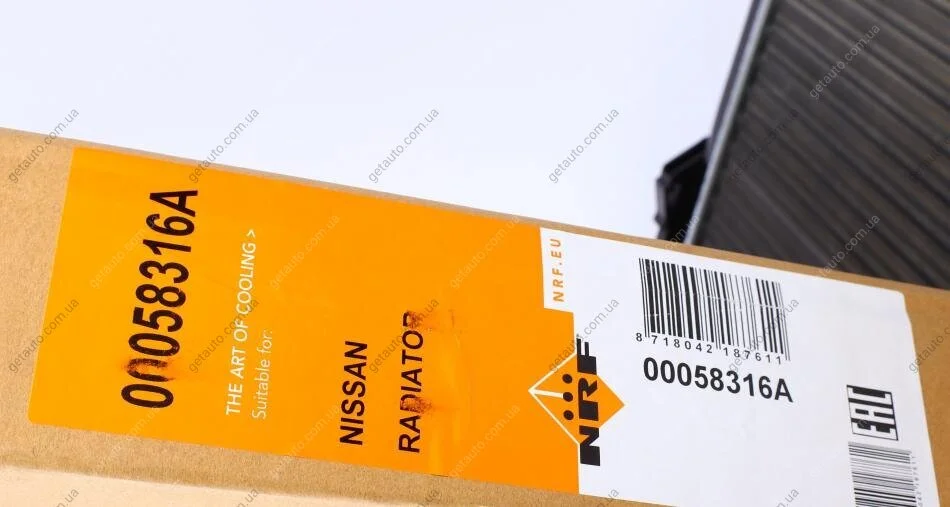 00058316A
THE ART OF COOLING >
Suitable for:
NISSAN
RADIATOR
NRF.EU
NRF
8 718042 187611
00058316A
EAC
getauto.com.ua